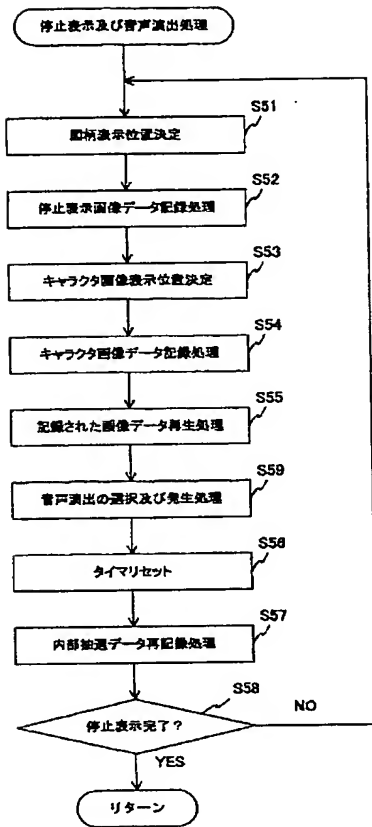 停止表示及び音声演出処理
S51
図柄表示位置決定
S52
停止表示画像データ記録処理
S53
キャラクタ画像表示位置決定
S54
キャラクタ画像データ記録処理
S55
記録された画像データ再生処理
S59
音声演出の選択及び発生処理
S56
タイマリセット
S57
内部抽選データ再記録処理
S58
停止表示完了？
NO
YES
リターン